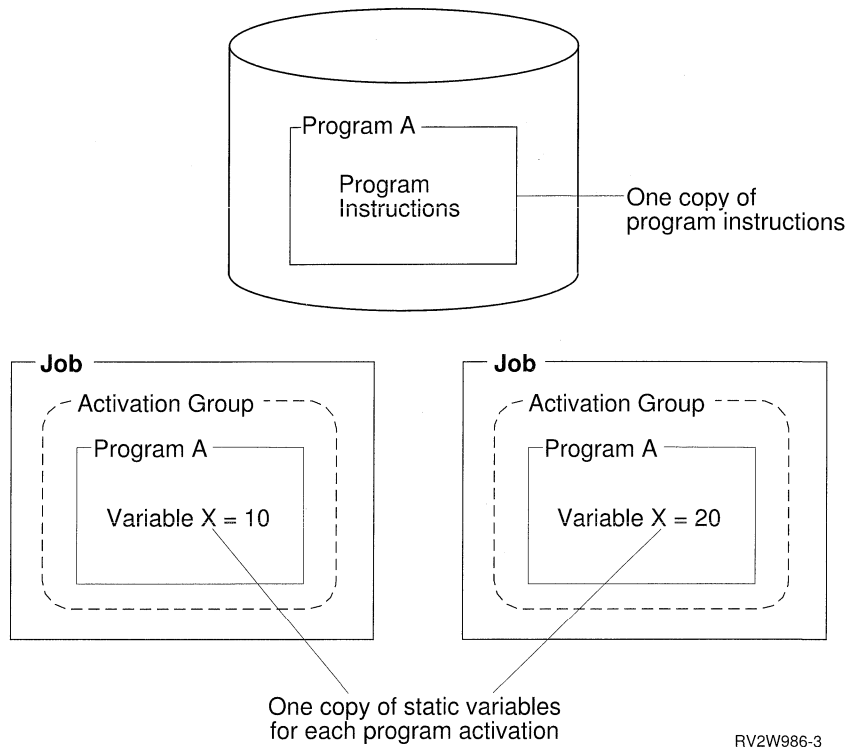 Program A
Program
Instructions
One copy of
program instructions
Job
Activation Group
Program A
Variable X = 10
Job
Activation Group
Program A
Variable X = 20
One copy of static variables
for each program activation
RV2W986-3